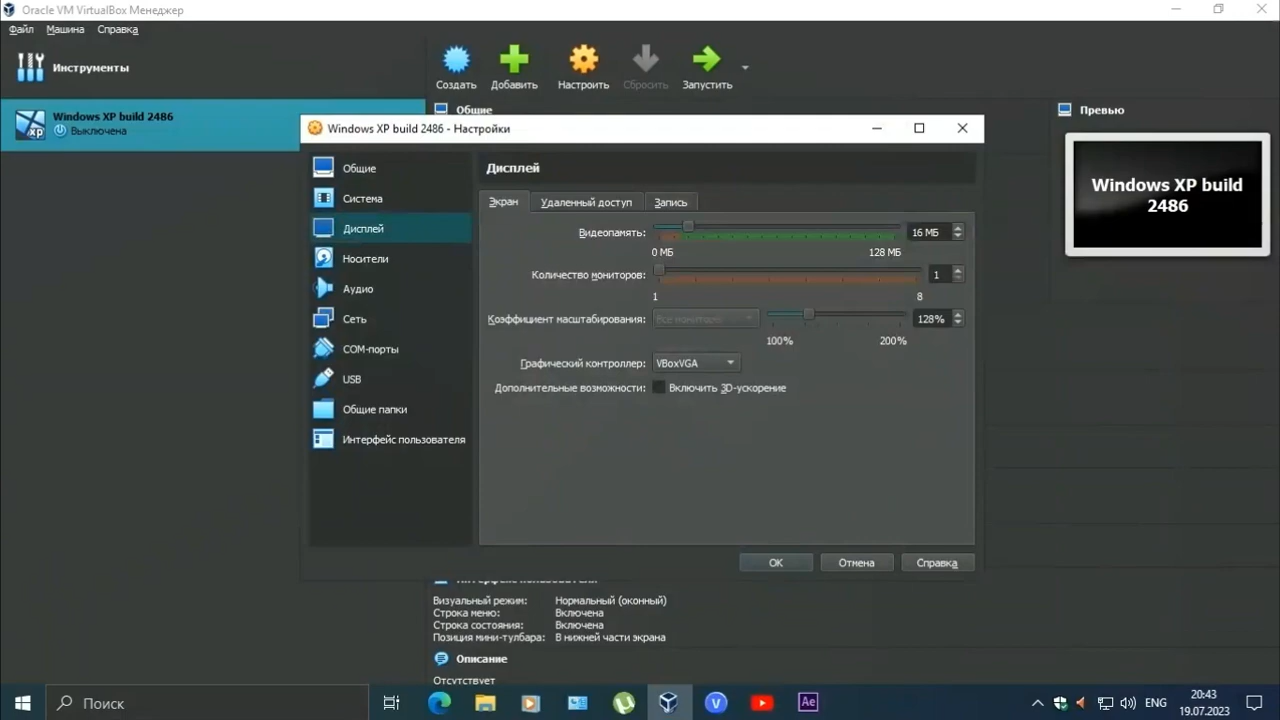 Oracle VM VirtualBox Менеджер
Файл Машина Справка
Инструменты
Создать Добавить Настроить Сбросить Запустить
Windows XP build 2486
Выключена
Общие
Превью
Windows XP build
2486
Windows XP build 2486 - Настройки
Общие
Система
Дисплей
Носители
Аудио
Сеть
COM-порты
USB
Общие папки
Интерфейс пользователя
Дисплей
Экран Удаленный доступ Запись
Видеопамять: 16 МБ
0 МБ 128 МБ
Количество мониторов: 1
1 8
Коэффициент масштабирования: Все мониторы 128%
100% 200%
Графический контроллер: VBoxVGA
Дополнительные возможности: Включить 3D-ускорение
OK Отмена Справка
Визуальный режим: Нормальный (оконный)
Строка меню: Включена
Строка состояния: Включена
Позиция мини-тулбара: В нижней части экрана
Описание
Отсутствует
Поиск
Ae
ENG
20:43
19.07.2023